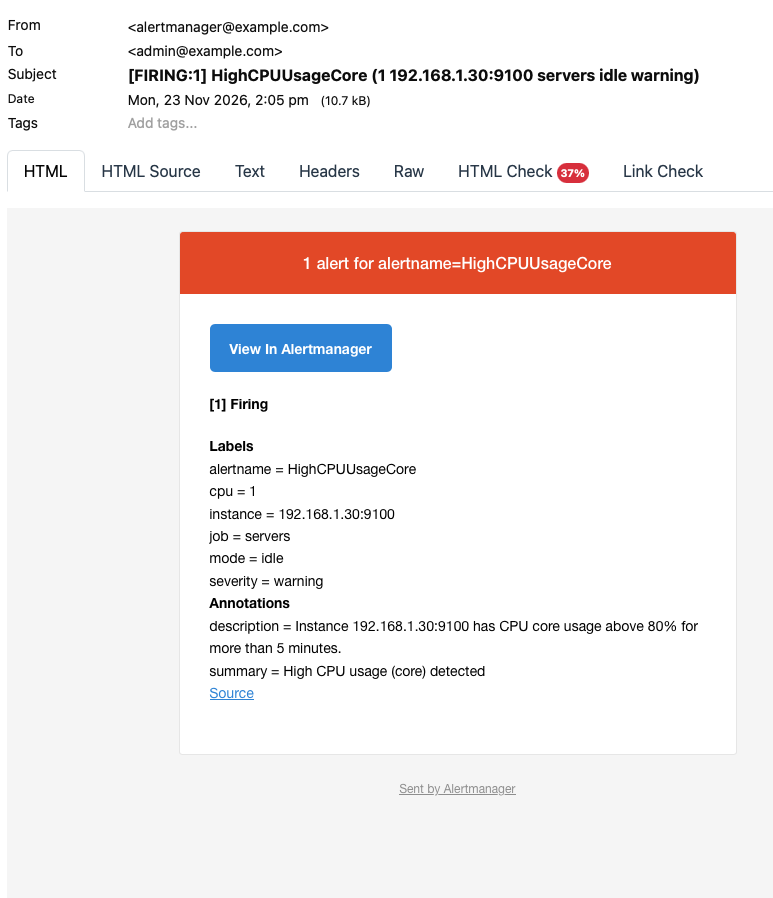 From <alertmanager@example.com>
To <admin@example.com>
Subject [FIRING:1] HighCPUUsageCore (1 192.168.1.30:9100 servers idle warning)
Date Mon, 23 Nov 2026, 2:05 pm (10.7 kB)
Tags Add tags...
HTML HTML Source Text Headers Raw HTML Check 37% Link Check
1 alert for alertname=HighCPUUsageCore
View In Alertmanager
[1] Firing
Labels
alertname = HighCPUUsageCore
cpu = 1
instance = 192.168.1.30:9100
job = servers
mode = idle
severity = warning
Annotations
description = Instance 192.168.1.30:9100 has CPU core usage above 80% for
more than 5 minutes.
summary = High CPU usage (core) detected
Source
Sent by Alertmanager